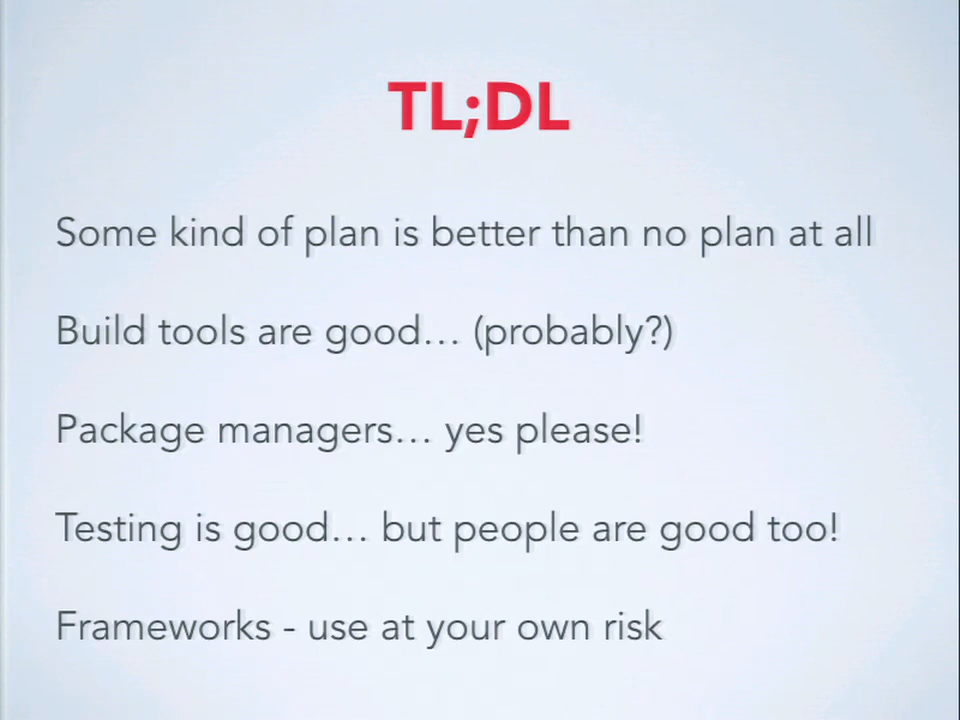 TL;DL
Some kind of plan is better than no plan at all
Build tools are good… (probably?)
Package managers… yes please!
Testing is good… but people are good too!
Frameworks - use at your own risk